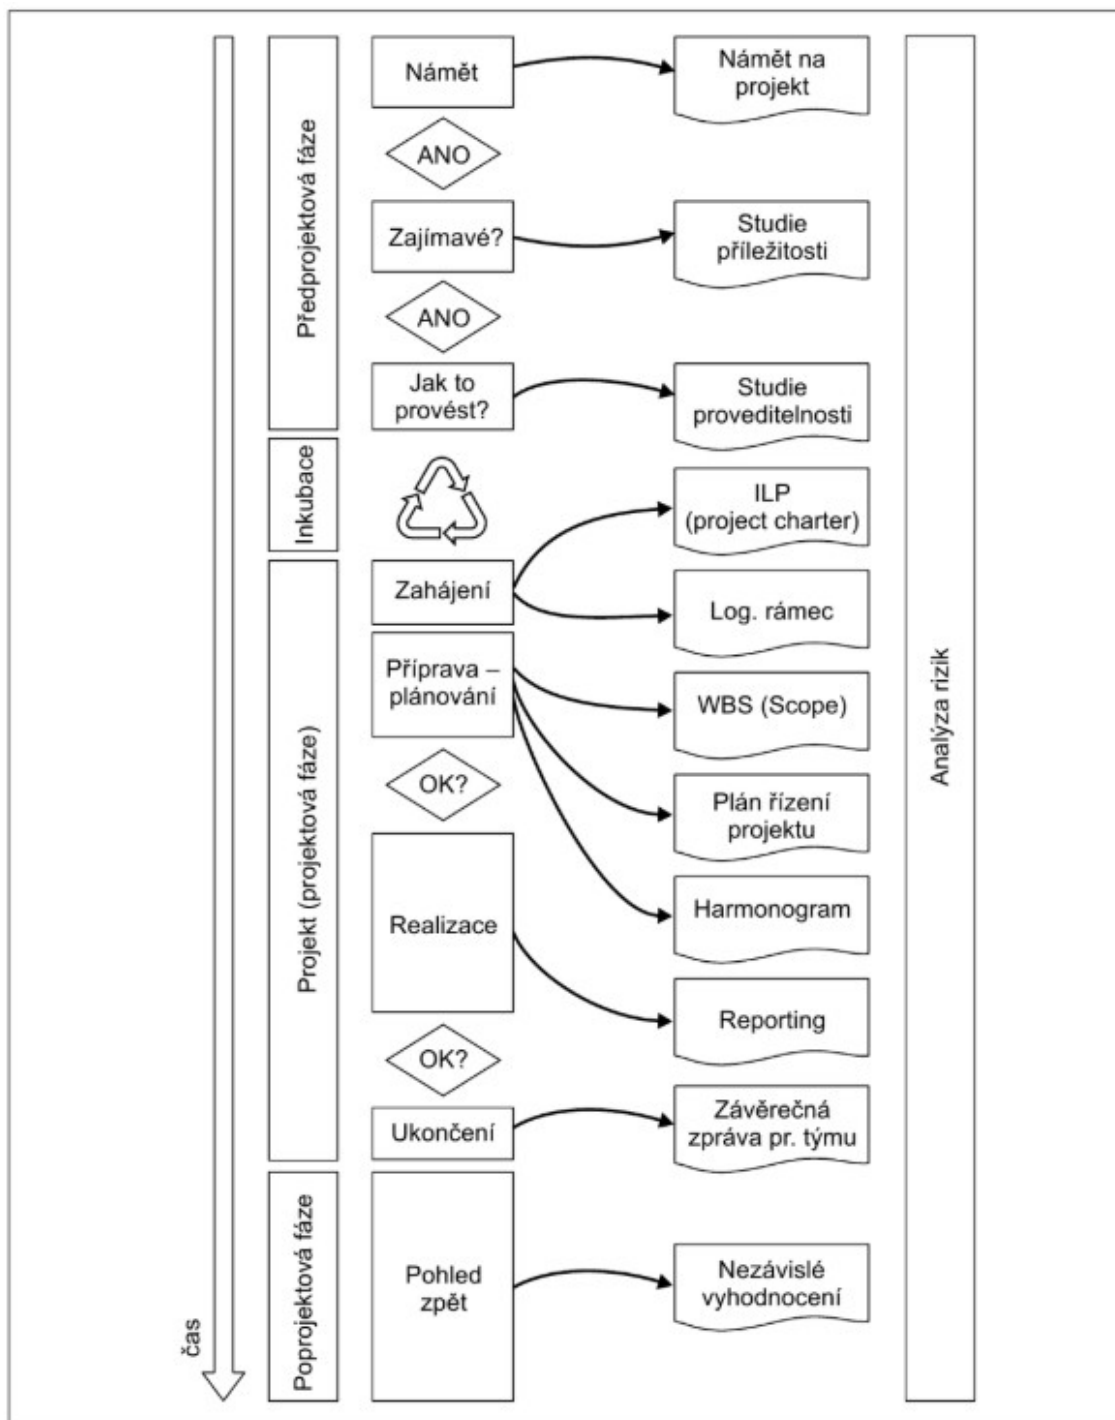 čas
Předprojektová fáze
Námět
Námět na
projekt
ANO
Zajímavé?
Studie
příležitosti
ANO
Jak to
provést?
Studie
proveditelnosti
Inkubace
ILP
(project charter)
Projekt (projektová fáze)
Zahájení
Log. rámec
Příprava –
plánování
WBS (Scope)
OK?
Plán řízení
projektu
Realizace
Harmonogram
Reporting
OK?
Ukončení
Závěrečná
zpráva pr. týmu
Poprojektová fáze
Pohled
zpět
Nezávislé
vyhodnocení
Analýza rizik